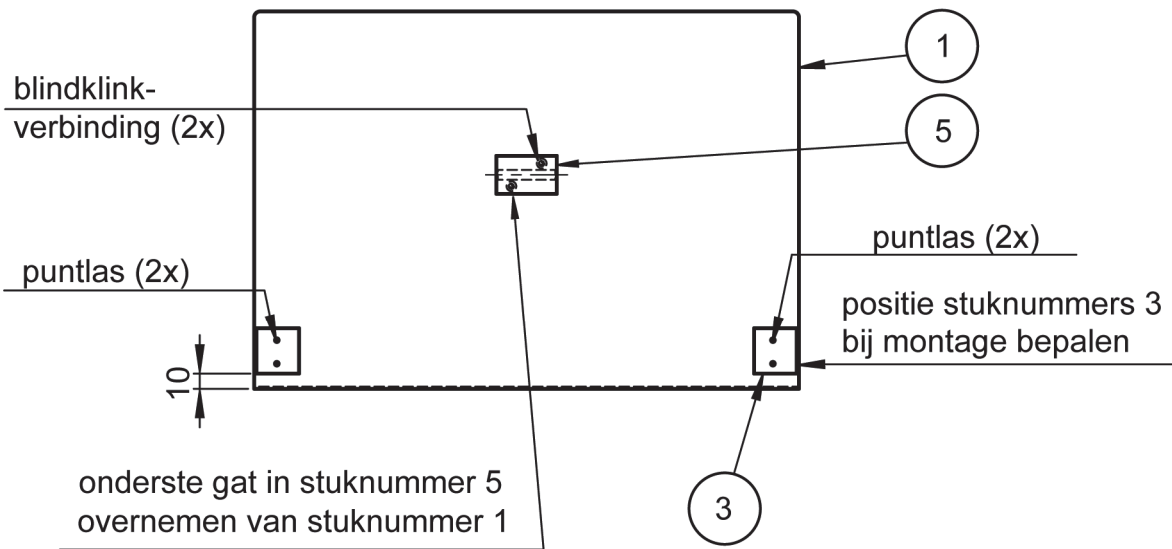 1
blindklink-
verbinding (2x)
5
puntlas (2x)
puntlas (2x)
positie stuknummers 3
bij montage bepalen
10
onderste gat in stuknummer 5
overnemen van stuknummer 1
3